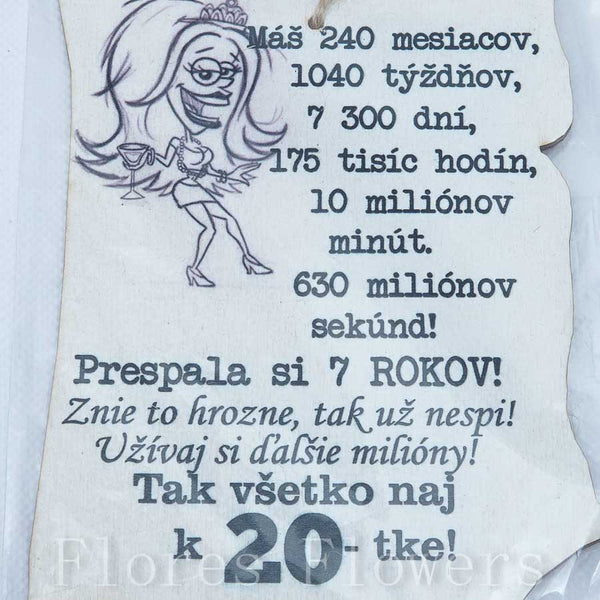 Máš 240 mesiacov,
1040 týždňov,
7 300 dní,
175 tisíc hodín,
10 miliónov
minút.
630 miliónov
sekúnd!
Prespala si 7 ROKOV!
Znie to hrozne, tak už nespi!
Užívaj si ďalšie milióny!
Tak všetko naj
k 20- tke!
Flores Flowers